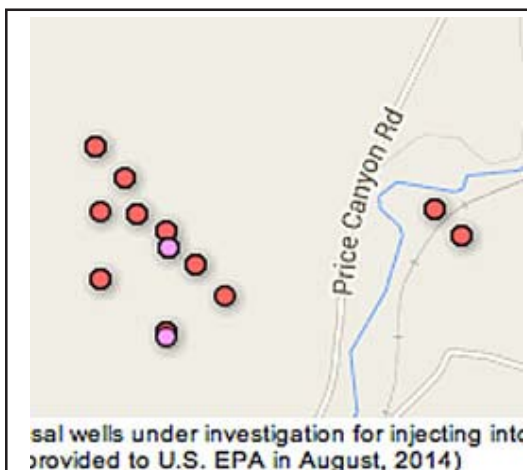 Price Canyon Rd
sal wells under investigation for injecting into
provided to U.S. EPA in August, 2014)